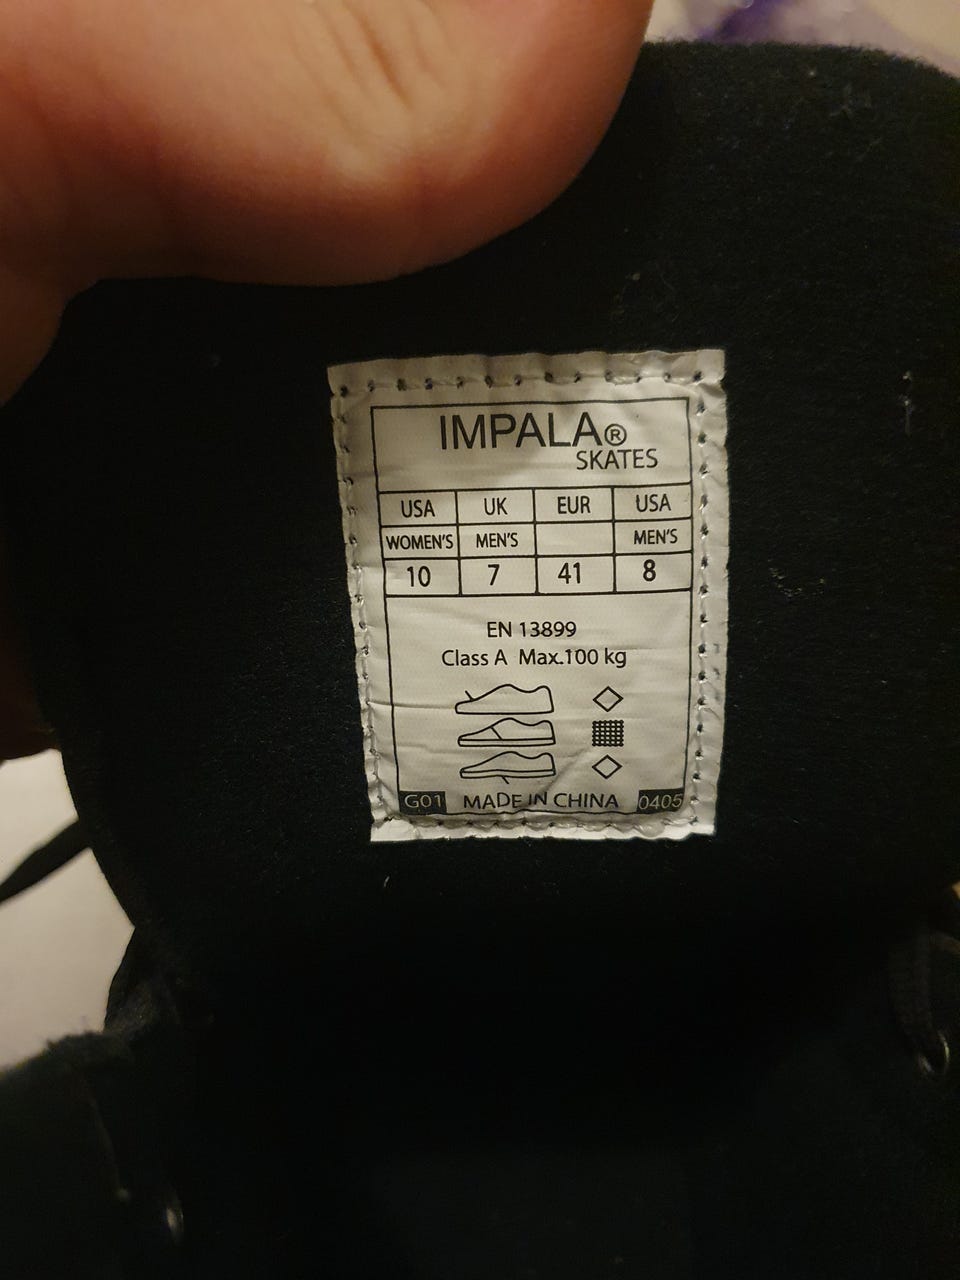 IMPALA®
SKATES
USA UK EUR USA
WOMEN'S MEN'S MEN'S
10 7 41 8
EN 13899
Class A Max.100 kg
G01 MADE IN CHINA 0405